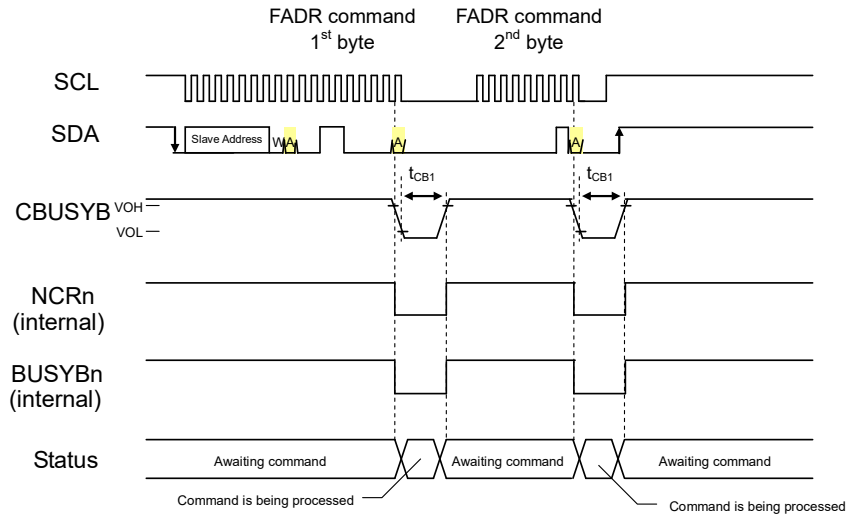 FADR command
1st byte
FADR command
2nd byte
SCL
SDA
Slave Address
W
A
A
A
tCB1
tCB1
CBUSYB
VOH
VOL
NCRn
(internal)
BUSYBn
(internal)
Status
Awaiting command
Awaiting command
Awaiting command
Command is being processed
Command is being processed